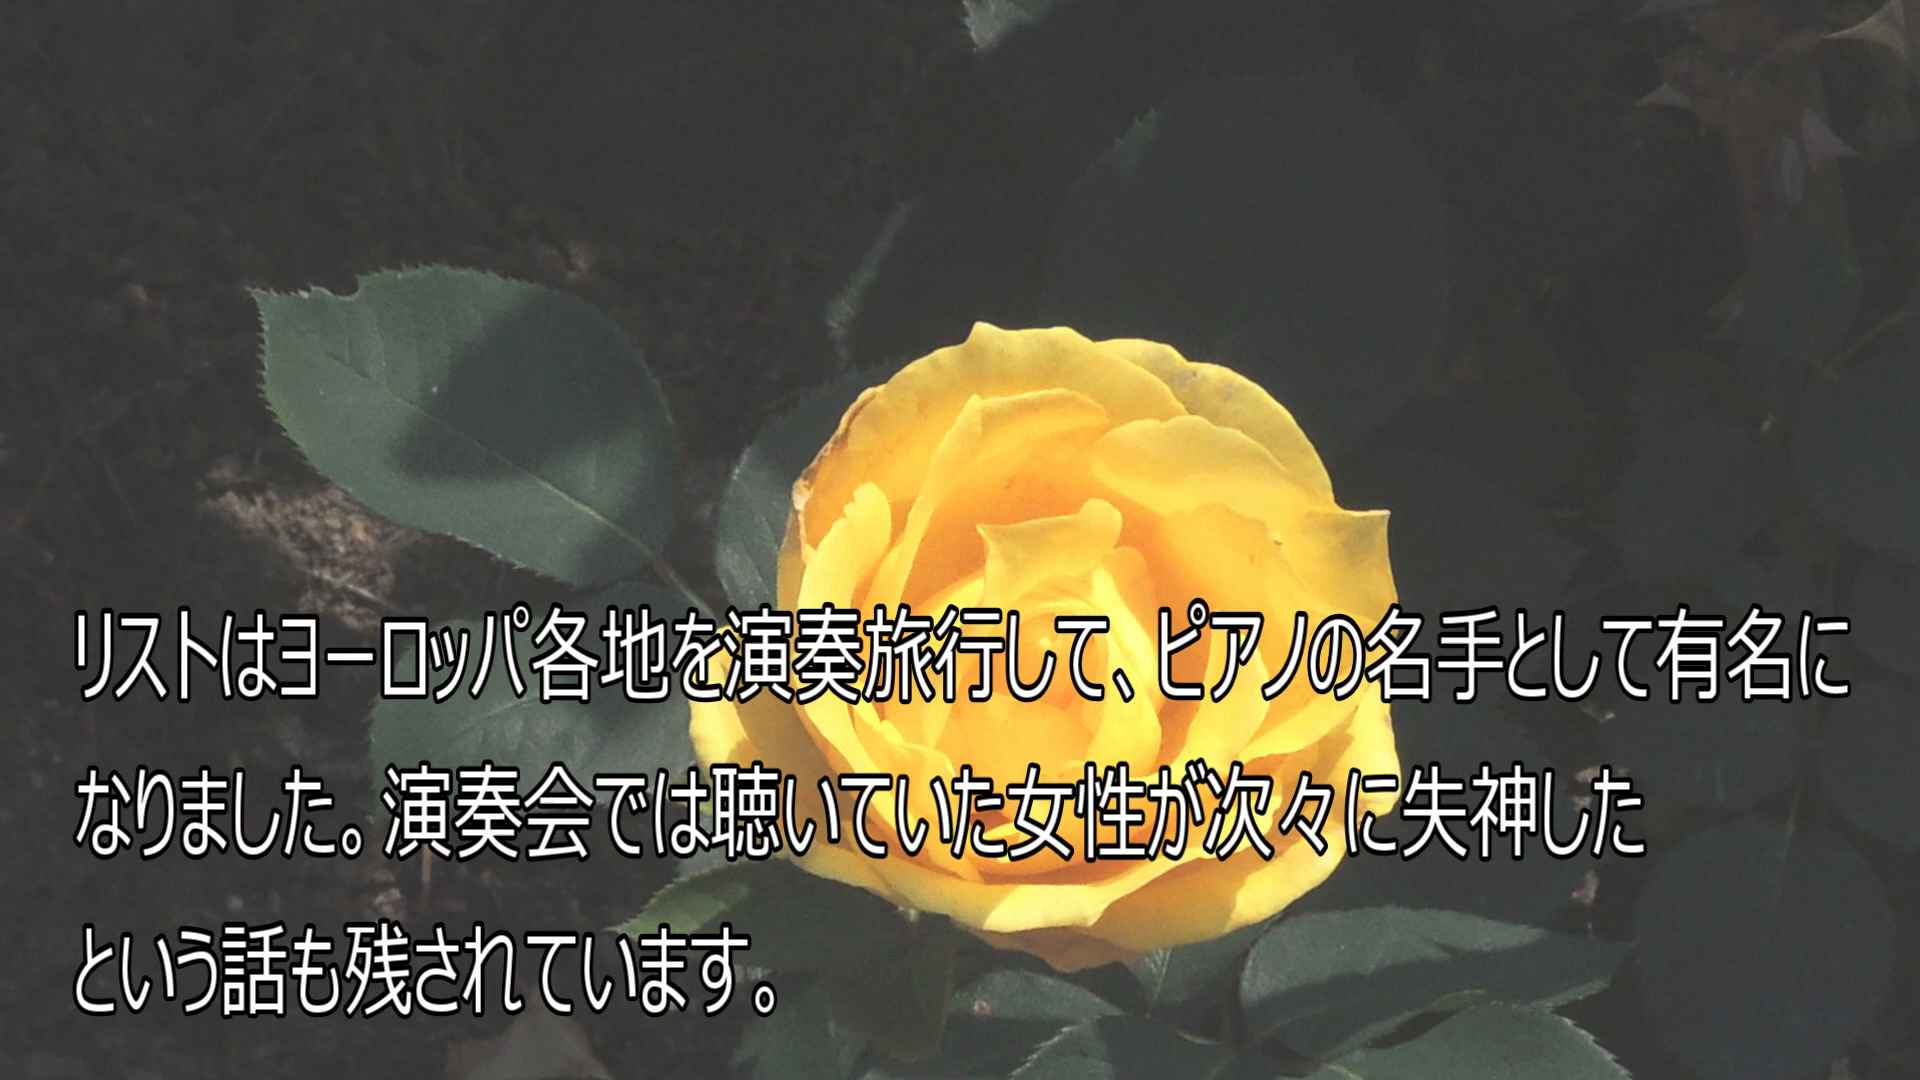 リストはヨーロッパ各地を演奏旅行して、ピアノの名手として有名に
なりました。演奏会では聴いていた女性が次々に失神した
という話も残されています。